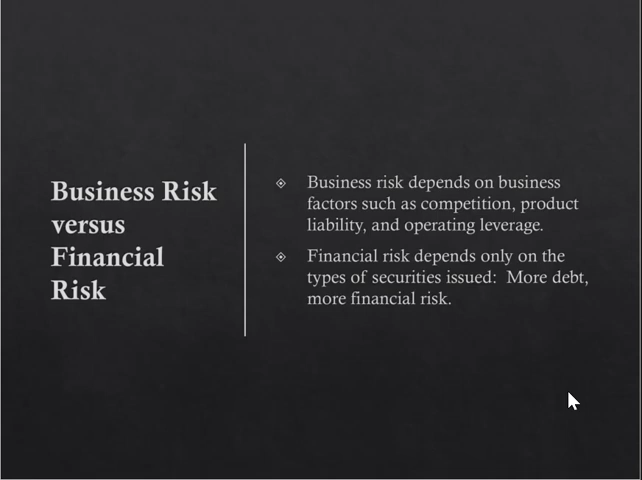 Business Risk
versus
Financial
Risk
Business risk depends on business
factors such as competition, product
liability, and operating leverage.
Financial risk depends only on the
types of securities issued:  More debt,
more financial risk.